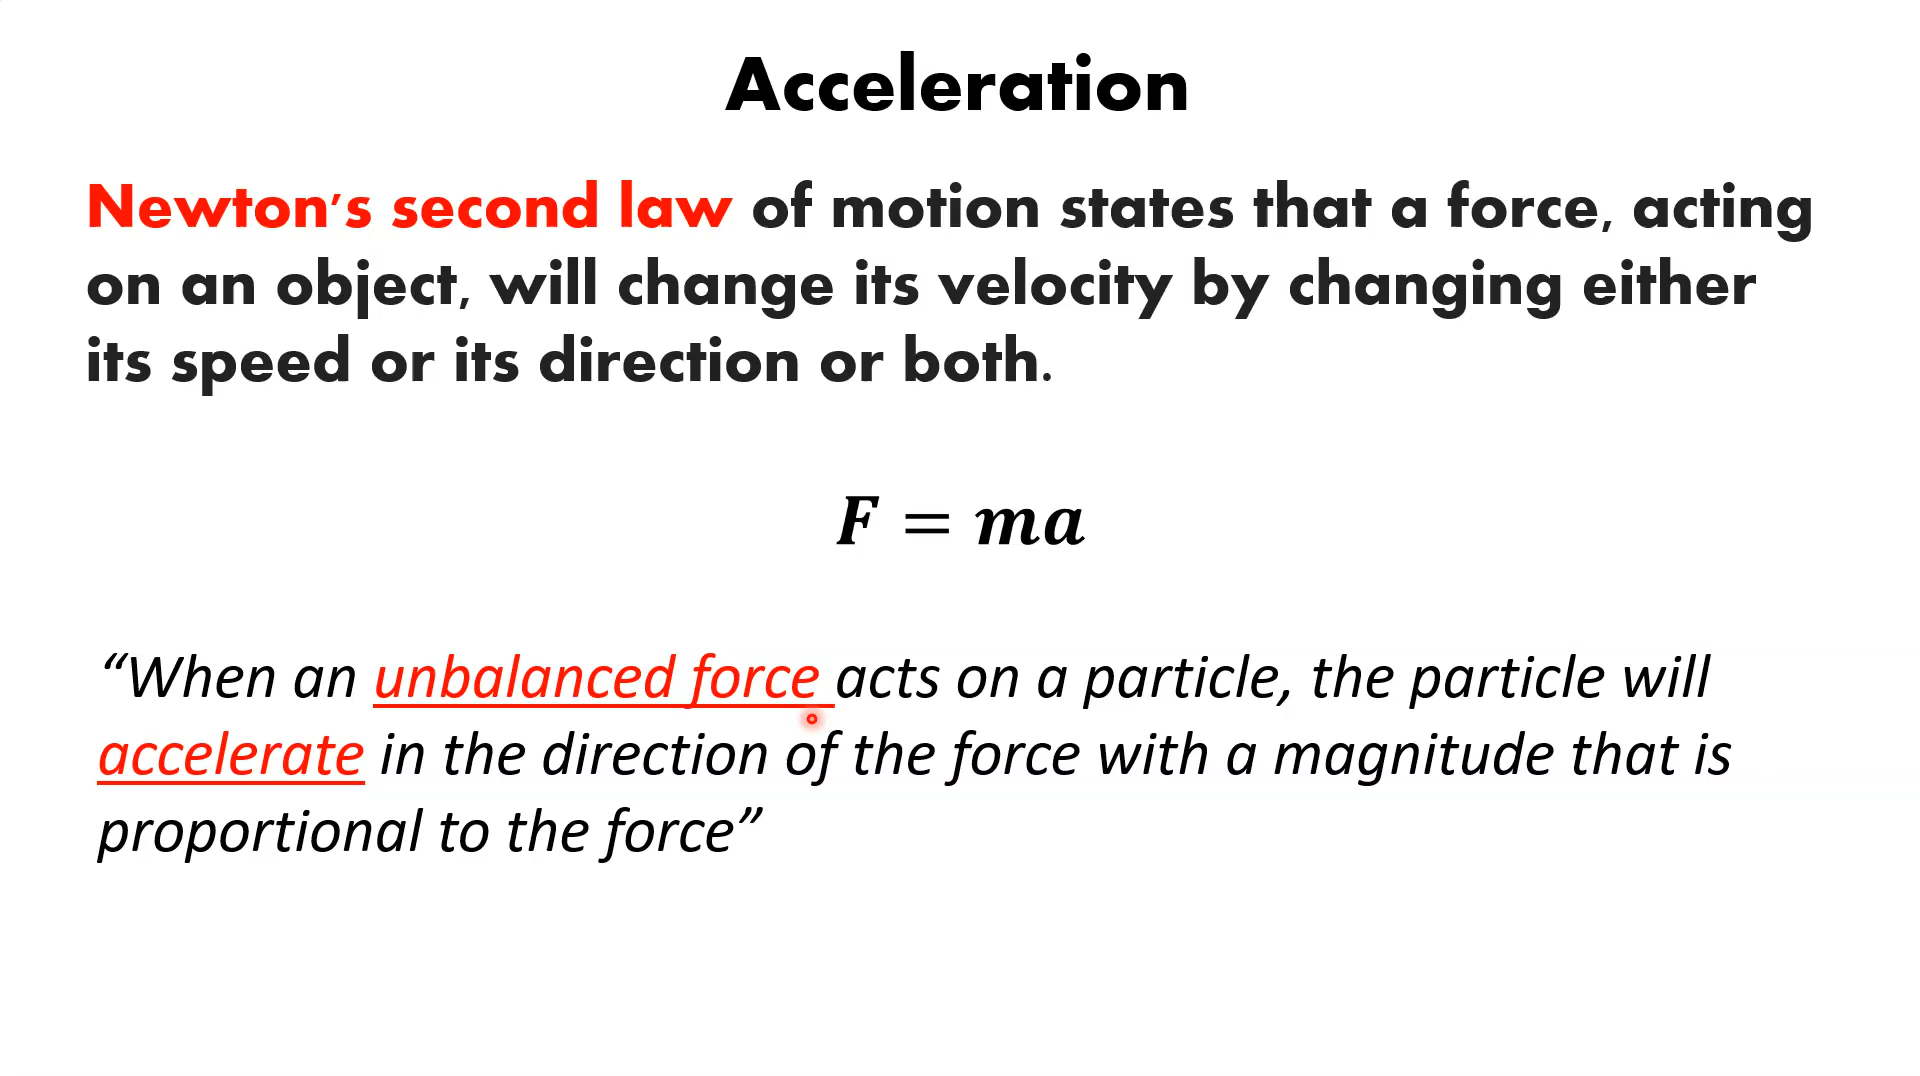 Acceleration
Newton's second law of motion states that a force, acting
on an object, will change its velocity by changing either
its speed or its direction or both.
F = ma
“When an unbalanced force acts on a particle, the particle will
accelerate in the direction of the force with a magnitude that is
proportional to the force”